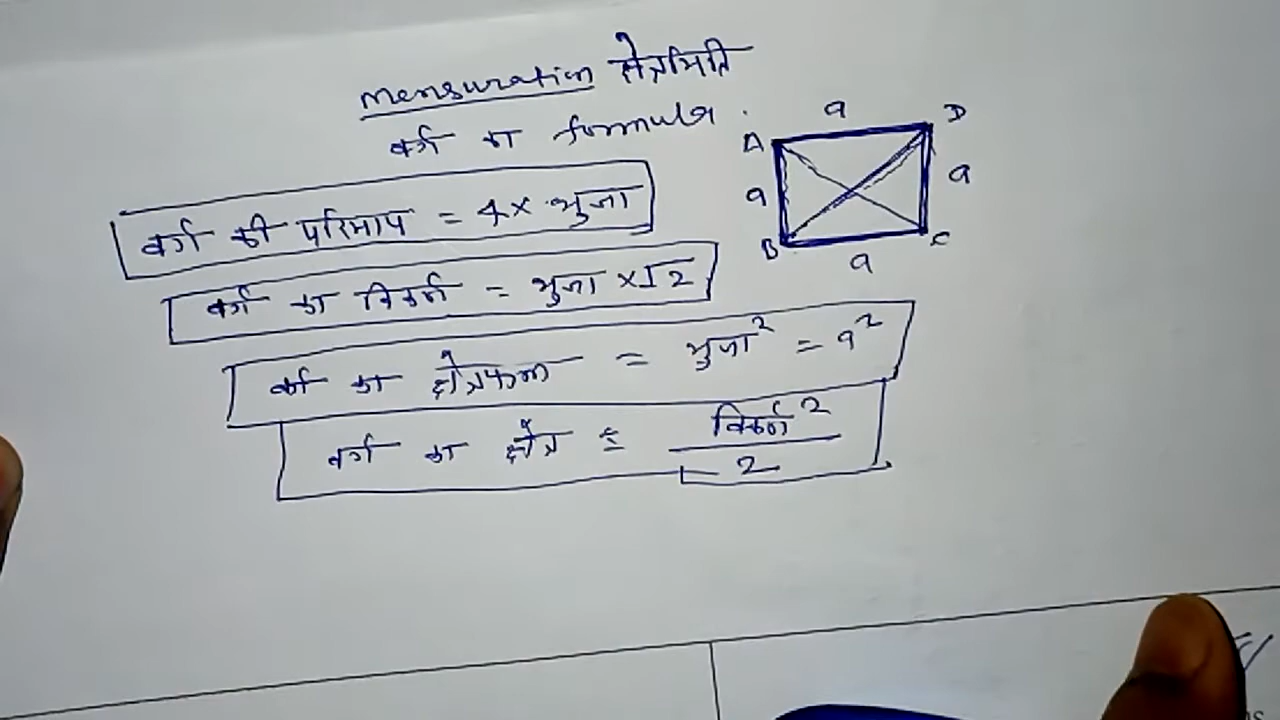 mensuration क्षेत्रमिति
वर्ग का formula.
वर्ग की परिमाप = 4 × भुजा
वर्ग का विकर्ण = भुजा × √2
वर्ग का क्षेत्रफल = भुजा² = a²
वर्ग का क्षेत्र = विकर्ण² / 2
a
A D
a a
B C
a